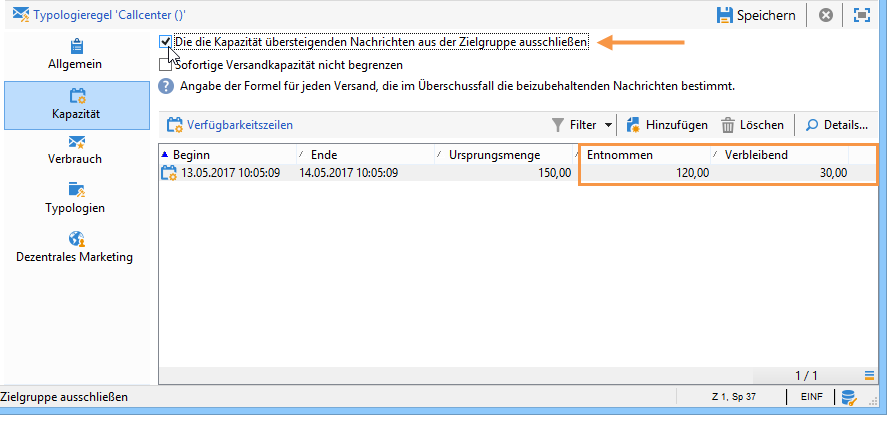 Typologieregel 'Callcenter ()'
Speichern
Allgemein
Kapazität
Verbrauch
Typologien
Dezentrales Marketing
Die die Kapazität übersteigenden Nachrichten aus der Zielgruppe ausschließen
Sofortige Versandkapazität nicht begrenzen
Angabe der Formel für jeden Versand, die im Überschussfall die beizubehaltenden Nachrichten bestimmt.
Verfügbarkeitszeilen Filter Hinzufügen Löschen Details...
Beginn Ende Ursprungsmenge Entnommen Verbleibend
13.05.2017 10:05:09 14.05.2017 10:05:09 150,00 120,00 30,00
1 / 1
Zielgruppe ausschließen Z 1, Sp 37 EINF